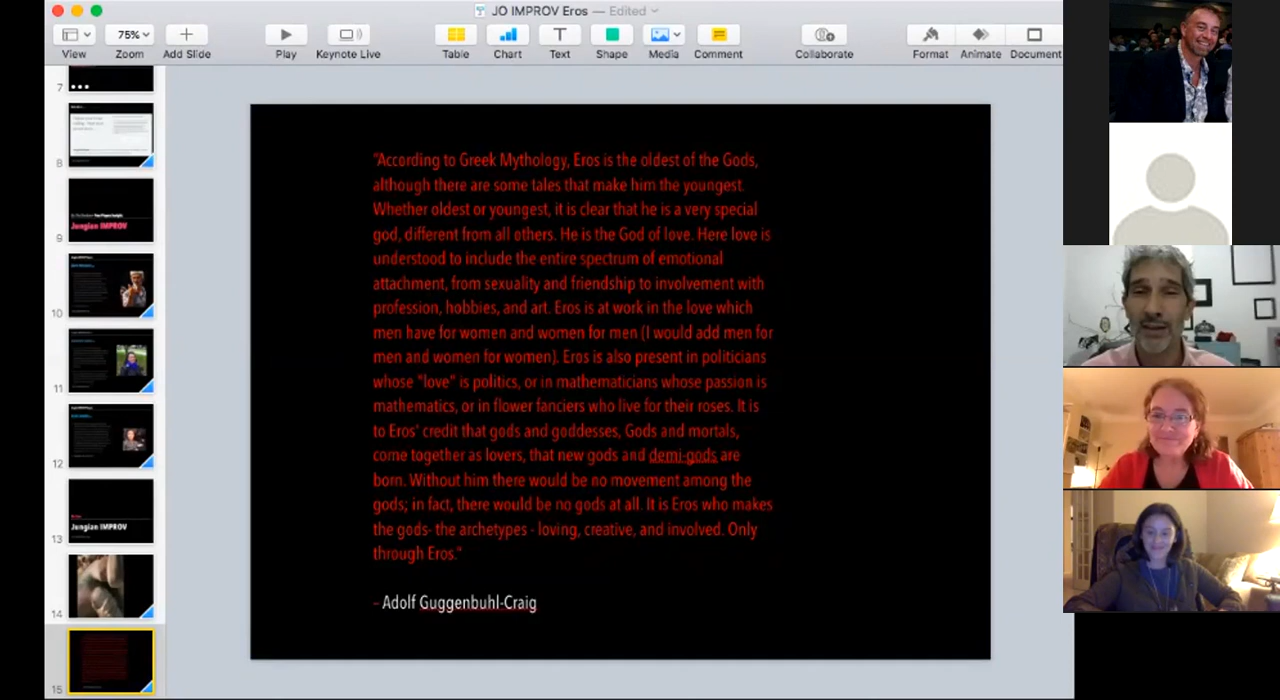 JO IMPROV Eros — Edited
75%
View
Zoom
Add Slide
Play
Keynote Live
Table
Chart
Text
Shape
Media
Comment
Collaborate
Format
Animate
Document
7
8
9
Jungian IMPROV
10
11
12
13
Jungian IMPROV
14
15
"According to Greek Mythology, Eros is the oldest of the Gods,
although there are some tales that make him the youngest.
Whether oldest or youngest, it is clear that he is a very special
god, different from all others. He is the God of love. Here love is
understood to include the entire spectrum of emotional
attachment, from sexuality and friendship to involvement with
profession, hobbies, and art. Eros is at work in the love which
men have for women and women for men (I would add men for
men and women for women). Eros is also present in politicians
whose "love" is politics, or in mathematicians whose passion is
mathematics, or in flower fanciers who live for their roses. It is
to Eros' credit that gods and goddesses, Gods and mortals,
come together as lovers, that new gods and demi-gods are
born. Without him there would be no movement among the
gods; in fact, there would be no gods at all. It is Eros who makes
the gods- the archetypes - loving, creative, and involved. Only
through Eros."
– Adolf Guggenbuhl-Craig